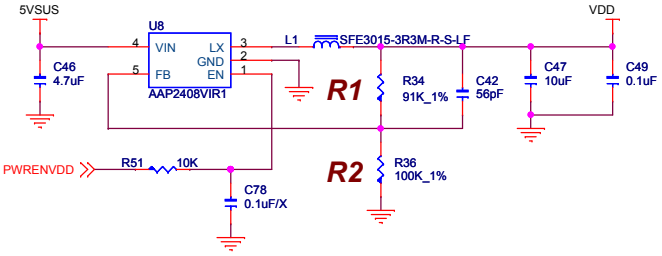 5VSUS
VDD
U8
4 VIN LX 3
GND 2
5 FB EN 1
AAP2408VIR1
L1 SFE3015-3R3M-R-S-LF
C46
4.7uF
R1
R34
91K_1%
C42
56pF
C47
10uF
C49
0.1uF
PWRENVDD
R51 10K
R2
R36
100K_1%
C78
0.1uF/X